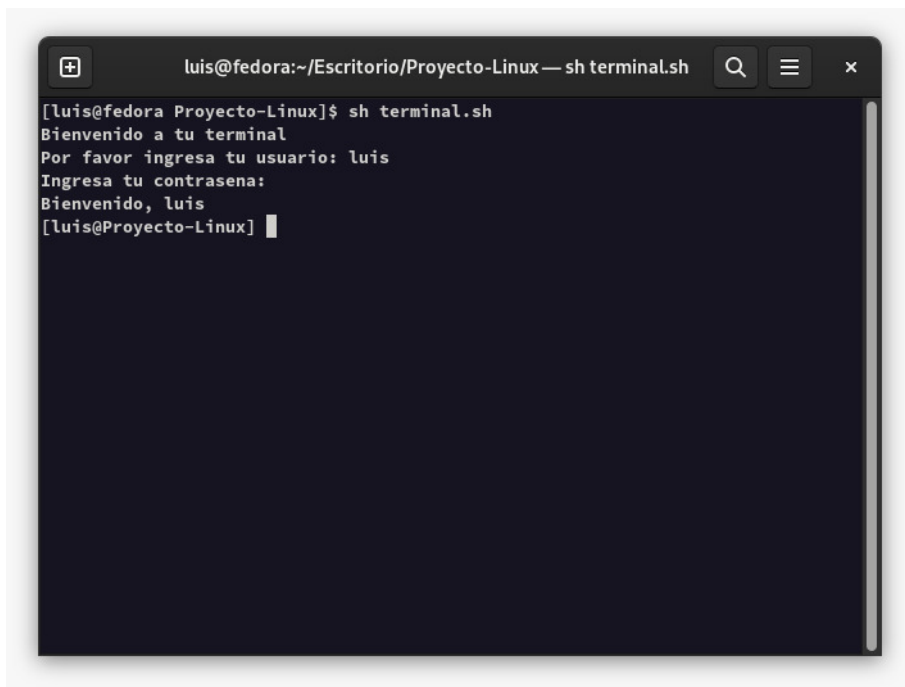 luis@fedora:~/Escritorio/Proyecto-Linux — sh terminal.sh
[luis@fedora Proyecto-Linux]$ sh terminal.sh
Bienvenido a tu terminal
Por favor ingresa tu usuario: luis
Ingresa tu contrasena:
Bienvenido, luis
[luis@Proyecto-Linux]